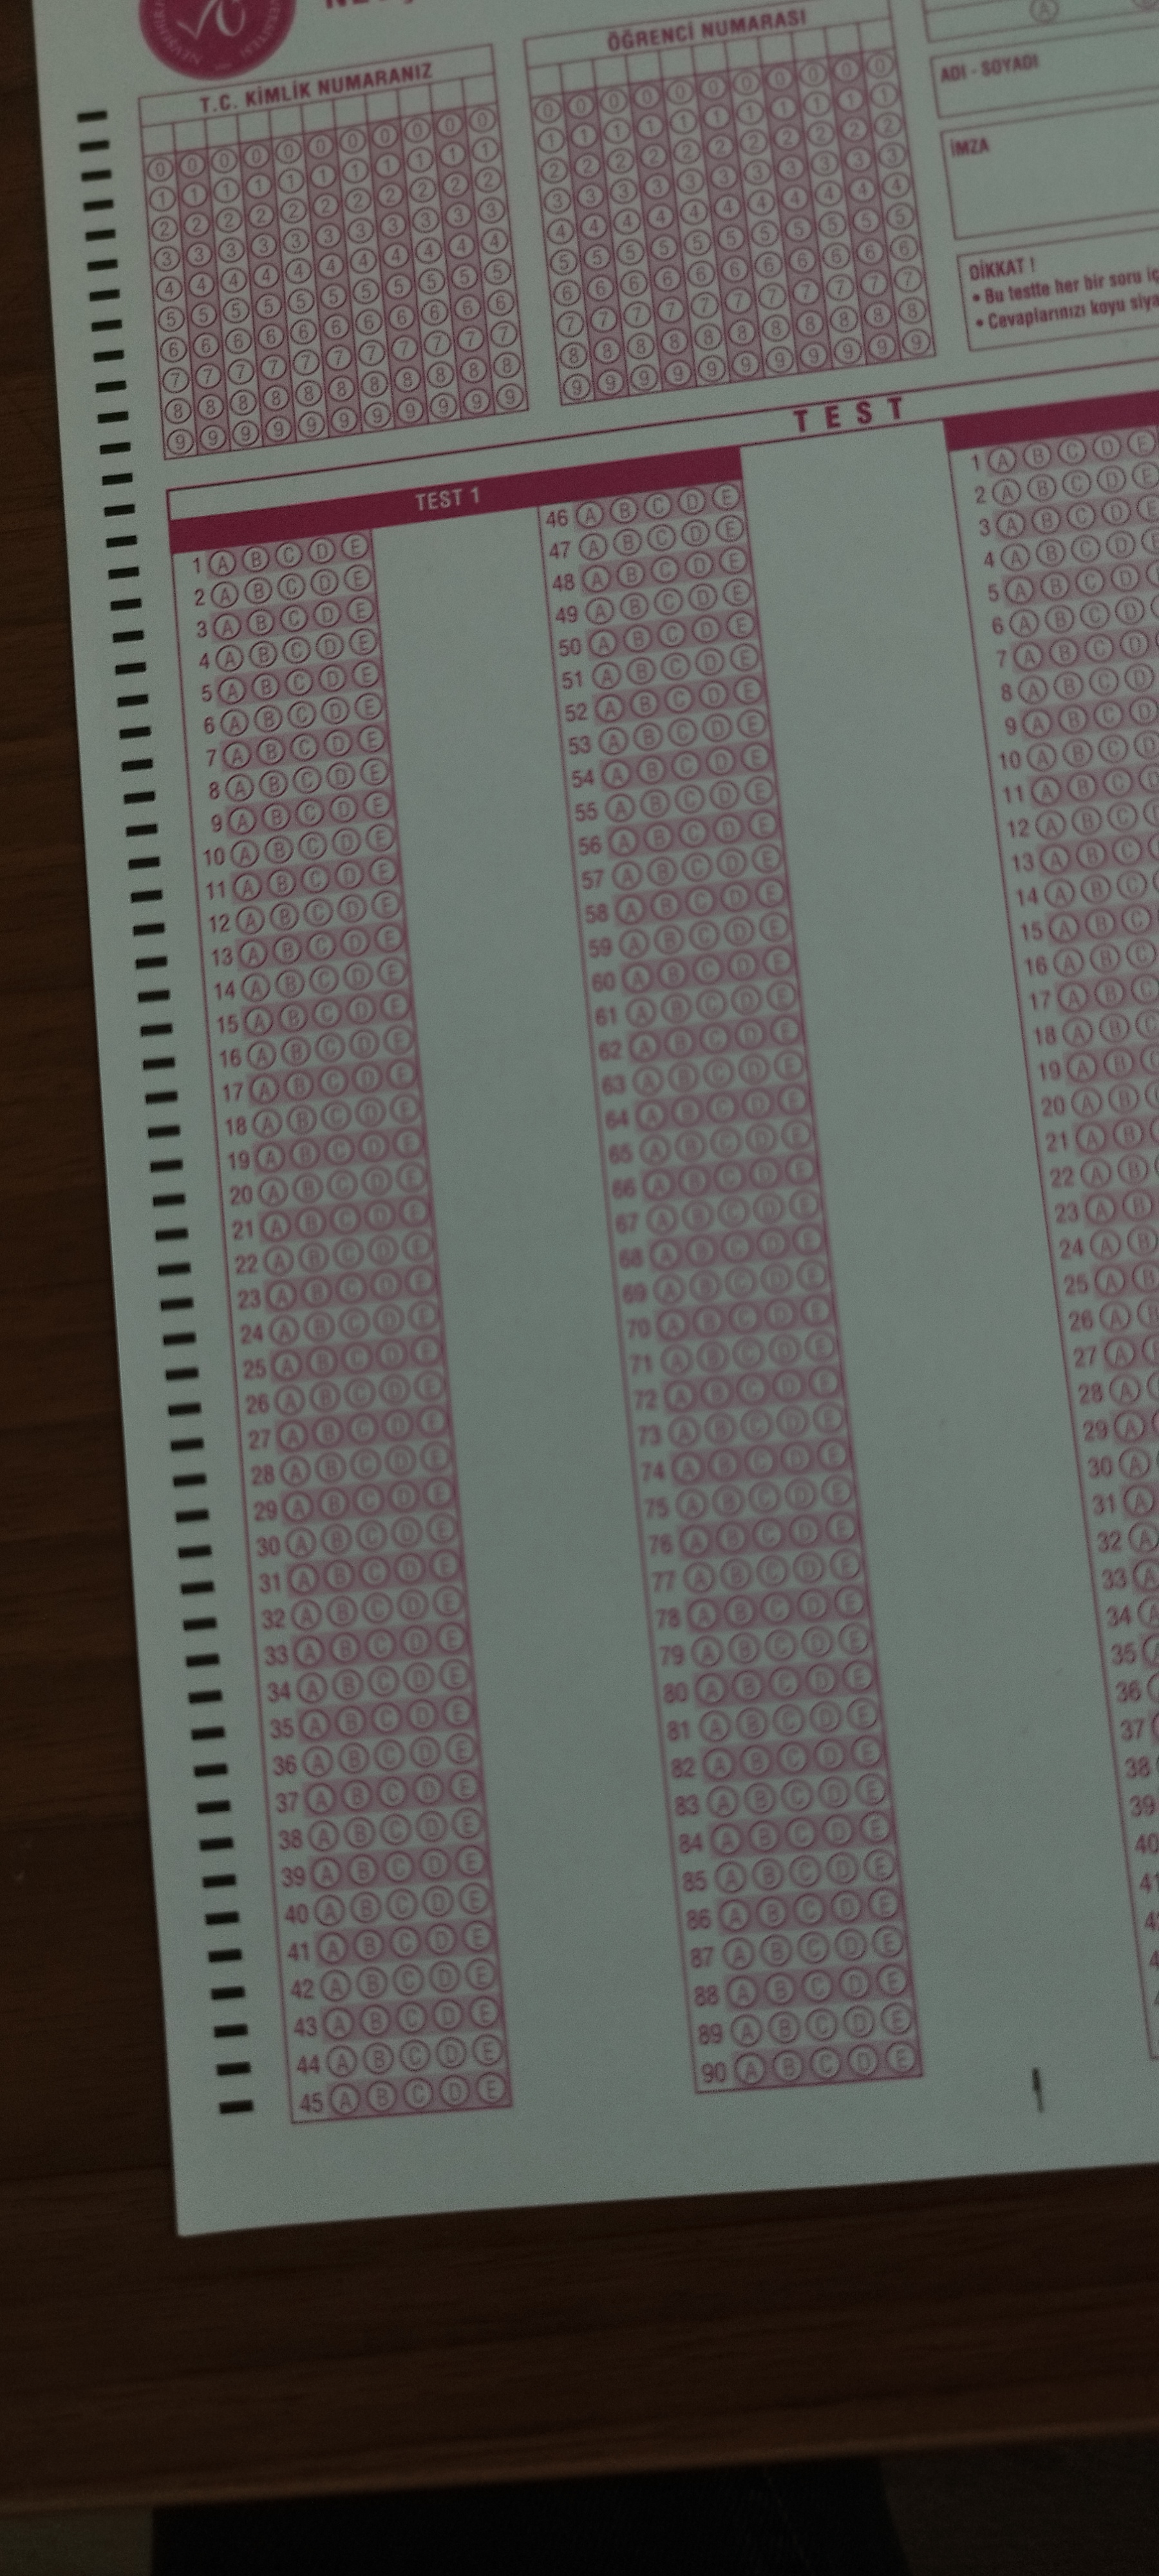 T.C. KİMLİK NUMARANIZ
0 0 0 0 0 0 0 0 0 0 0
1 1 1 1 1 1 1 1 1 1 1
2 2 2 2 2 2 2 2 2 2 2
3 3 3 3 3 3 3 3 3 3 3
4 4 4 4 4 4 4 4 4 4 4
5 5 5 5 5 5 5 5 5 5 5
6 6 6 6 6 6 6 6 6 6 6
7 7 7 7 7 7 7 7 7 7 7
8 8 8 8 8 8 8 8 8 8 8
9 9 9 9 9 9 9 9 9 9 9
ÖĞRENCİ NUMARASI
0 0 0 0 0 0 0 0 0 0 0
1 1 1 1 1 1 1 1 1 1 1
2 2 2 2 2 2 2 2 2 2 2
3 3 3 3 3 3 3 3 3 3 3
4 4 4 4 4 4 4 4 4 4 4
5 5 5 5 5 5 5 5 5 5 5
6 6 6 6 6 6 6 6 6 6 6
7 7 7 7 7 7 7 7 7 7 7
8 8 8 8 8 8 8 8 8 8 8
9 9 9 9 9 9 9 9 9 9 9
A
ADI - SOYADI
İMZA
DİKKAT !
• Bu testte her bir soru iç
• Cevaplarınızı koyu siya
TEST
TEST 1
1 A B C D E
2 A B C D E
3 A B C D E
4 A B C D E
5 A B C D E
6 A B C D E
7 A B C D E
8 A B C D E
9 A B C D E
10 A B C D E
11 A B C D E
12 A B C D E
13 A B C D E
14 A B C D E
15 A B C D E
16 A B C D E
17 A B C D E
18 A B C D E
19 A B C D E
20 A B C D E
21 A B C D E
22 A B C D E
23 A B C D E
24 A B C D E
25 A B C D E
26 A B C D E
27 A B C D E
28 A B C D E
29 A B C D E
30 A B C D E
31 A B C D E
32 A B C D E
33 A B C D E
34 A B C D E
35 A B C D E
36 A B C D E
37 A B C D E
38 A B C D E
39 A B C D E
40 A B C D E
41 A B C D E
42 A B C D E
43 A B C D E
44 A B C D E
45 A B C D E
46 A B C D E
47 A B C D E
48 A B C D E
49 A B C D E
50 A B C D E
51 A B C D E
52 A B C D E
53 A B C D E
54 A B C D E
55 A B C D E
56 A B C D E
57 A B C D E
58 A B C D E
59 A B C D E
60 A B C D E
61 A B C D E
62 A B C D E
63 A B C D E
64 A B C D E
65 A B C D E
66 A B C D E
67 A B C D E
68 A B C D E
69 A B C D E
70 A B C D E
71 A B C D E
72 A B C D E
73 A B C D E
74 A B C D E
75 A B C D E
76 A B C D E
77 A B C D E
78 A B C D E
79 A B C D E
80 A B C D E
81 A B C D E
82 A B C D E
83 A B C D E
84 A B C D E
85 A B C D E
86 A B C D E
87 A B C D E
88 A B C D E
89 A B C D E
90 A B C D E
1 A B C D E
2 A B C D E
3 A B C D E
4 A B C D
5 A B C D
6 A B C D
7 A B C D
8 A B C D
9 A B C D
10 A B C D
11 A B C D
12 A B C
13 A B C
14 A B C
15 A B C
16 A B C
17 A B C
18 A B C
19 A B C
20 A B
21 A B
22 A B
23 A B
24 A B
25 A B
26 A B
27 A B
28 A
29 A
30 A
31 A
32 A
33 A
34 A
35
36
37
38
39
40
41